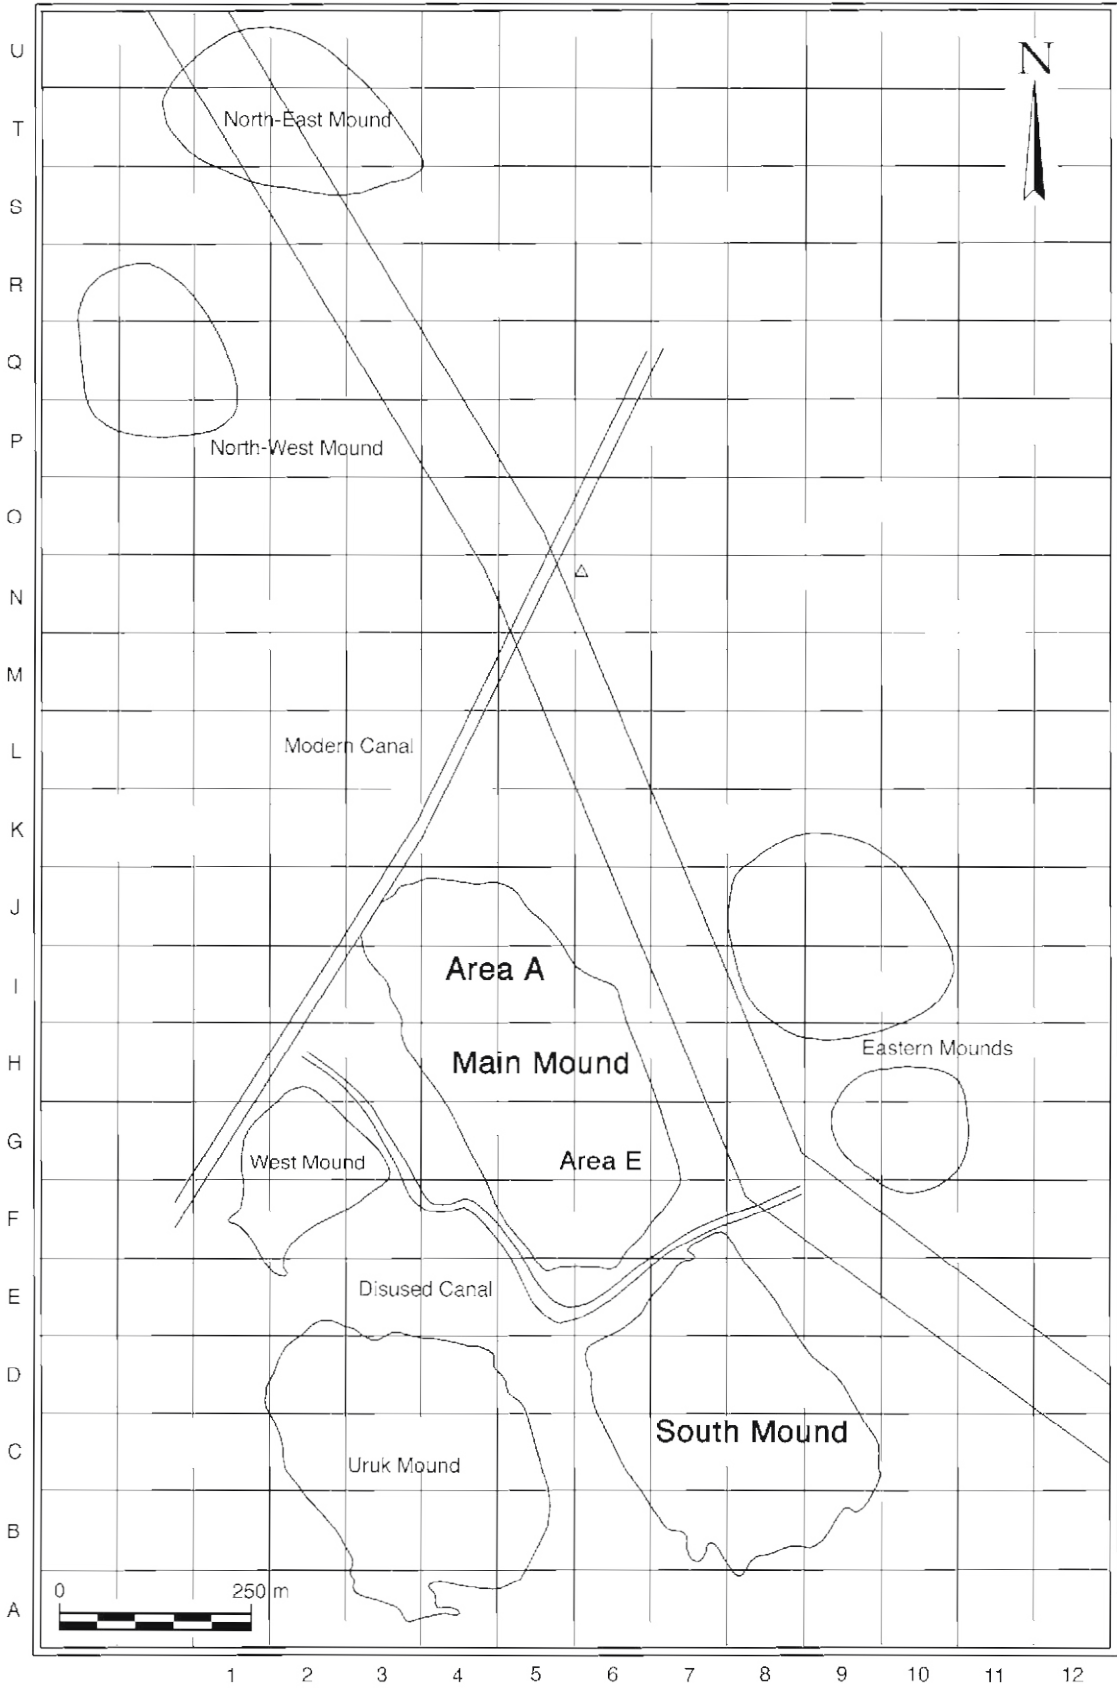 N
U
North-East Mound
T
S
R
Q
North-West Mound
P
O
N
M
Modern Canal
L
K
J
Area A
I
Eastern Mounds
H
Main Mound
G
West Mound
Area E
F
Disused Canal
E
D
South Mound
C
Uruk Mound
B
0 250 m
A
1 2 3 4 5 6 7 8 9 10 11 12